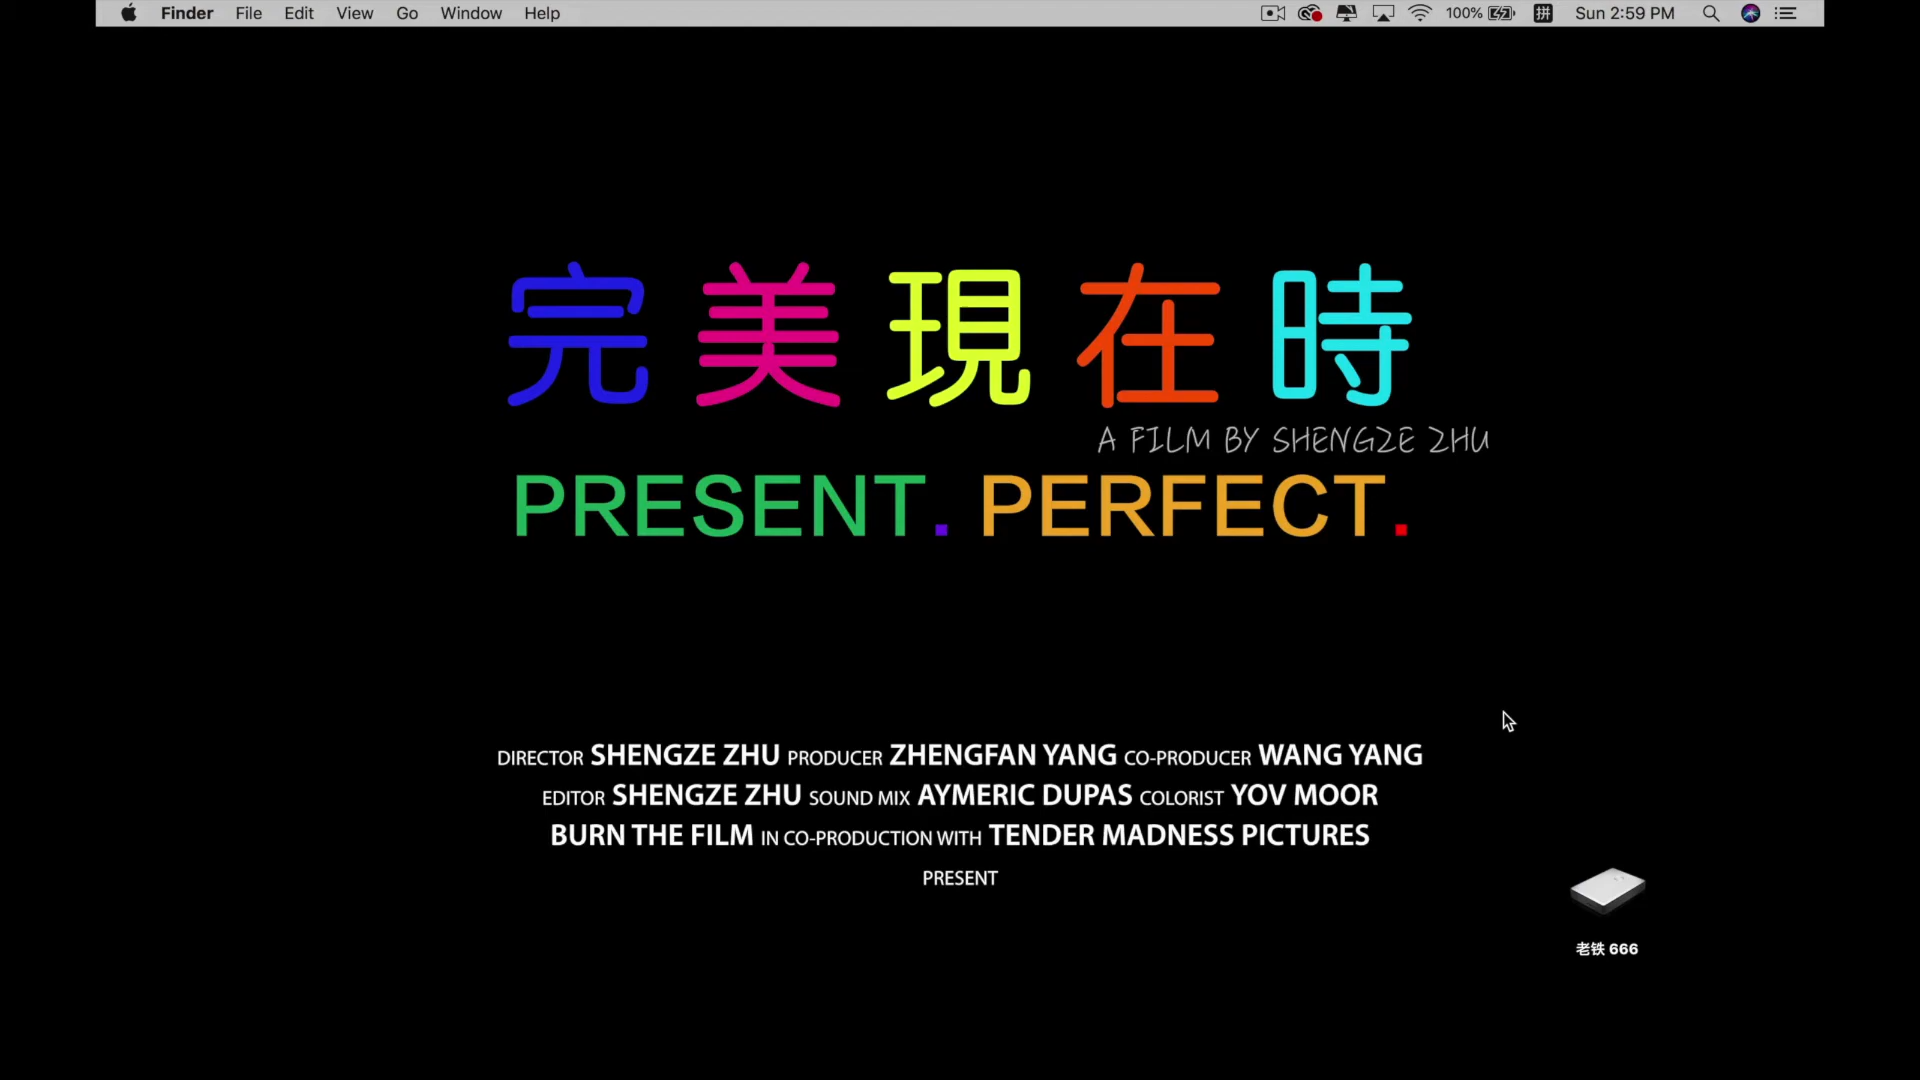 Finder File Edit View Go Window Help 100% 拼 Sun 2:59 PM
完美現在時
A FILM BY SHENGZE ZHU
PRESENT. PERFECT.
DIRECTOR SHENGZE ZHU PRODUCER ZHENGFAN YANG CO-PRODUCER WANG YANG
EDITOR SHENGZE ZHU SOUND MIX AYMERIC DUPAS COLORIST YOV MOOR
BURN THE FILM IN CO-PRODUCTION WITH TENDER MADNESS PICTURES
PRESENT
老铁 666